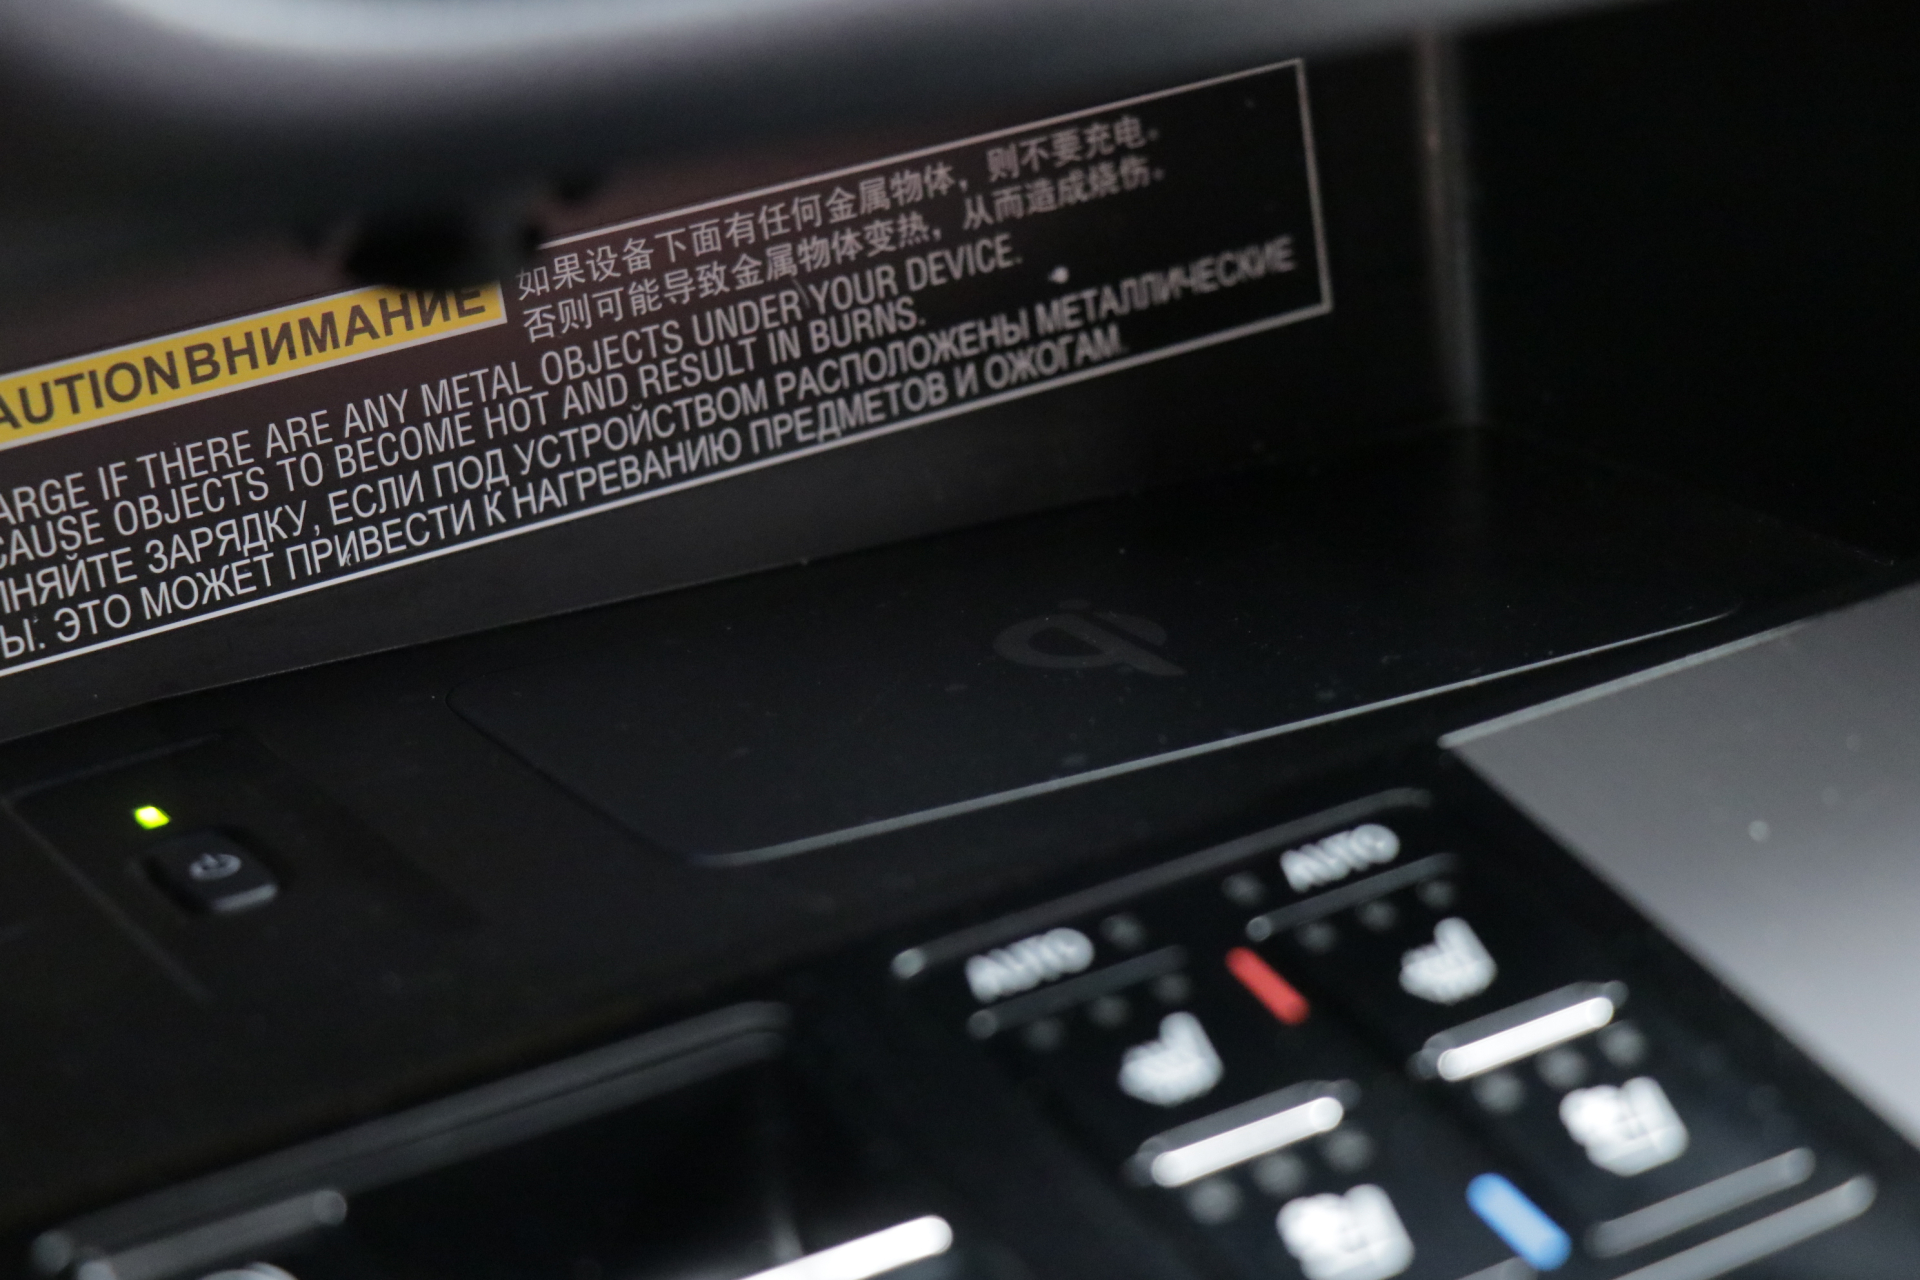 如果设备下面有任何金属物体，则不要充电。
否则可能导致金属物体变热，从而造成烧伤。
AUTION ВНИМАНИЕ
ARGE IF THERE ARE ANY METAL OBJECTS UNDER YOUR DEVICE.
CAUSE OBJECTS TO BECOME HOT AND RESULT IN BURNS.
ЛНЯЙТЕ ЗАРЯДКУ, ЕСЛИ ПОД УСТРОЙСТВОМ РАСПОЛОЖЕНЫ МЕТАЛЛИЧЕСКИЕ
Ы. ЭТО МОЖЕТ ПРИВЕСТИ К НАГРЕВАНИЮ ПРЕДМЕТОВ И ОЖОГАМ.
AUTO
AUTO